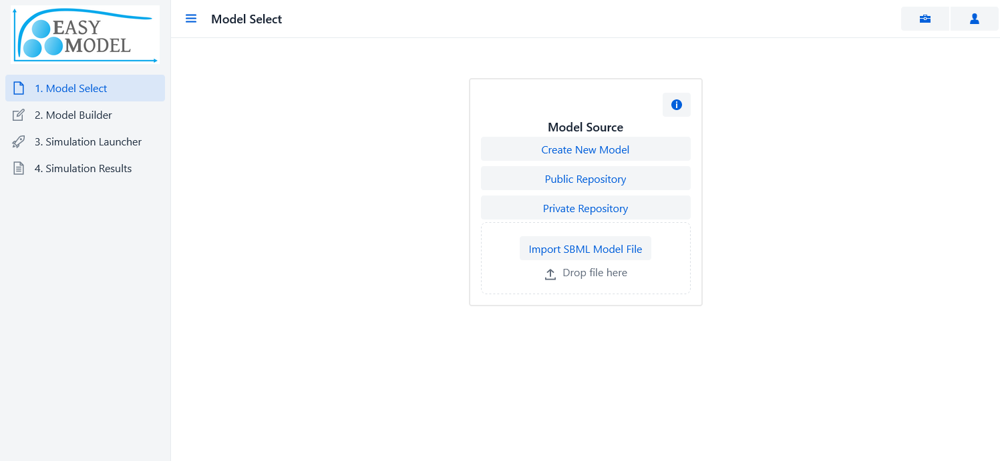 EASY
MODEL
Model Select
1. Model Select
2. Model Builder
3. Simulation Launcher
4. Simulation Results
Model Source
Create New Model
Public Repository
Private Repository
Import SBML Model File
Drop file here